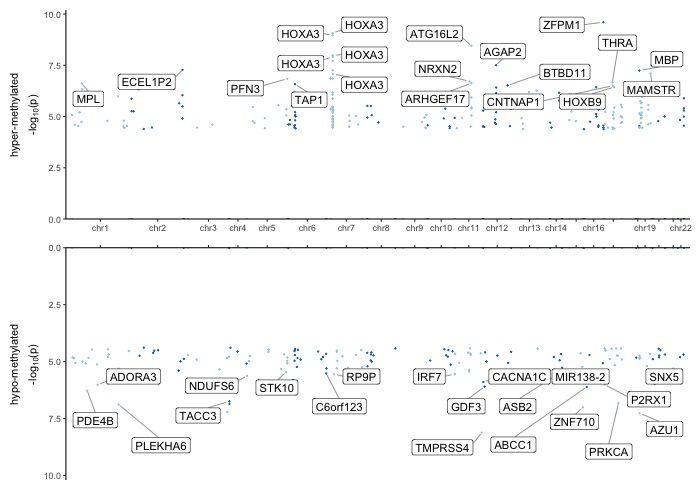 10.0
ZFPM1
HOXA3
HOXA3
ATG16L2
THRA
AGAP2
HOXA3
MBP
HOXA3
7.5
NRXN2
BTBD11
ECEL1P2
PFN3
HOXA3
MAMSTR
MPL
TAP1
ARHGEF17
CNTNAP1
HOXB9
hyper-methylated
-log10(p)
5.0
2.5
0.0
chr1 chr2 chr3 chr4 chr5 chr6 chr7 chr8 chr9 chr10 chr11 chr12 chr13 chr14 chr16 chr19 chr22
0.0
2.5
hypo-methylated
-log10(p)
5.0
ADORA3
NDUFS6
STK10
RP9P
IRF7
CACNA1C
MIR138-2
SNX5
7.5
PDE4B
TACC3
C6orf123
GDF3
ASB2
P2RX1
PLEKHA6
TMPRSS4
ABCC1
ZNF710
PRKCA
AZU1
10.0